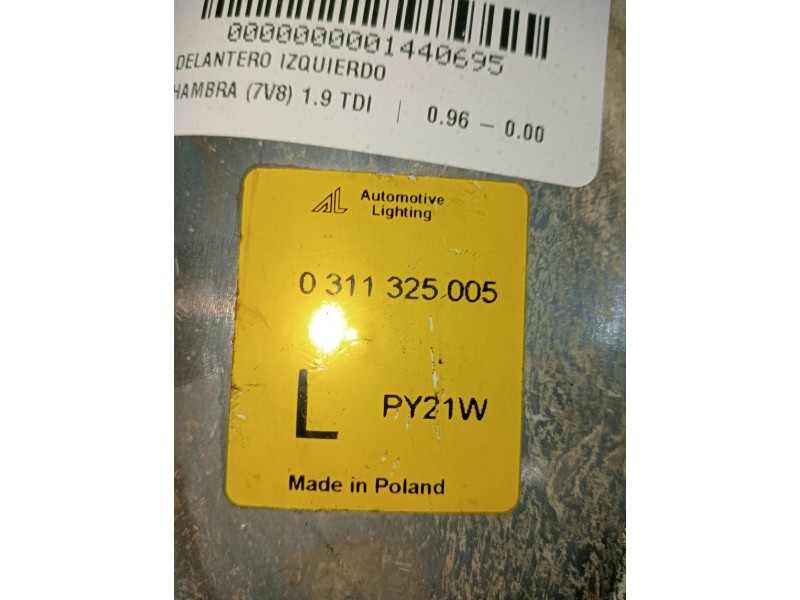 0000000001440695
DELANTERO IZQUIERDO
HAMBRA (7V8) 1.9 TDI | 0.96 - 0.00
AL Automotive
Lighting
0 311 325 005
L PY21W
Made in Poland